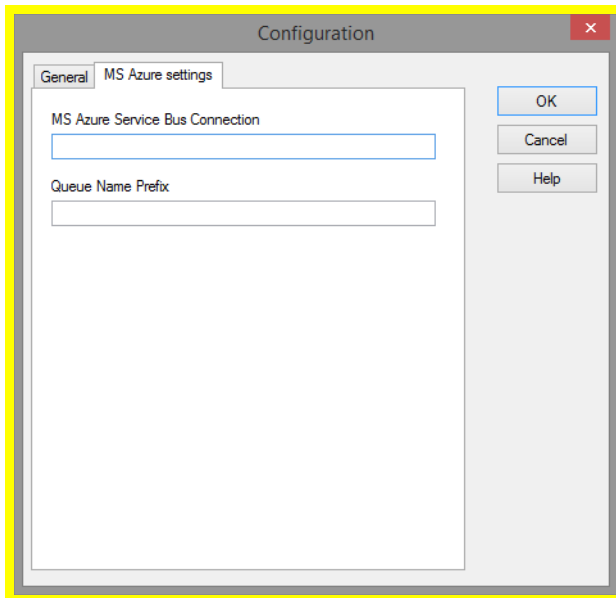 Configuration
General
MS Azure settings
MS Azure Service Bus Connection
Queue Name Prefix
OK
Cancel
Help